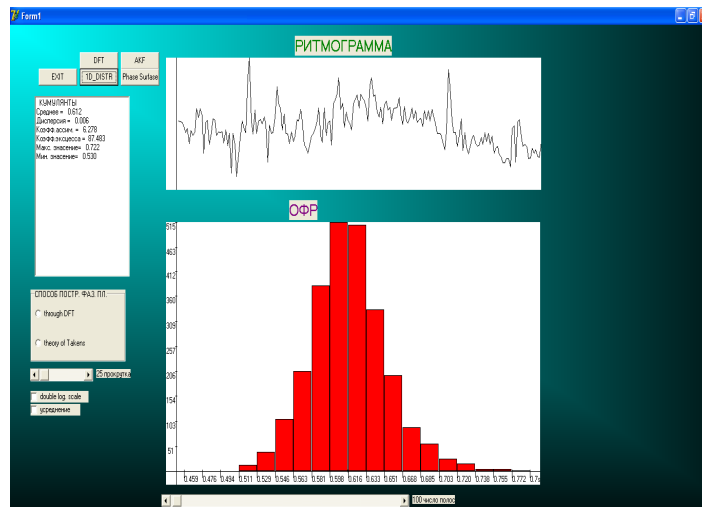 Form1
РИТМОГРАММА
DFT
AKF
EXIT
1D_DISTR
Phase Surfase
КУМУЛЯНТЫ
Среднее = 0.612
Дисперсия = 0.006
Коэфф.ассим. = 6.278
Коэфф.эксцесса = 87.483
Макс. знасение= 0.722
Мин. знасение= 0.530
ОФР
515
463
412
360
309
257
206
154
103
51
СПОСОБ ПОСТР. ФАЗ. ПЛ.
through DFT
theory of Takens
25 прокрутка
double log. scale
усреднение
0.459 0.476 0.494 0.511 0.529 0.546 0.563 0.581 0.598 0.616 0.633 0.651 0.668 0.685 0.703 0.720 0.738 0.755 0.772
100 число полос